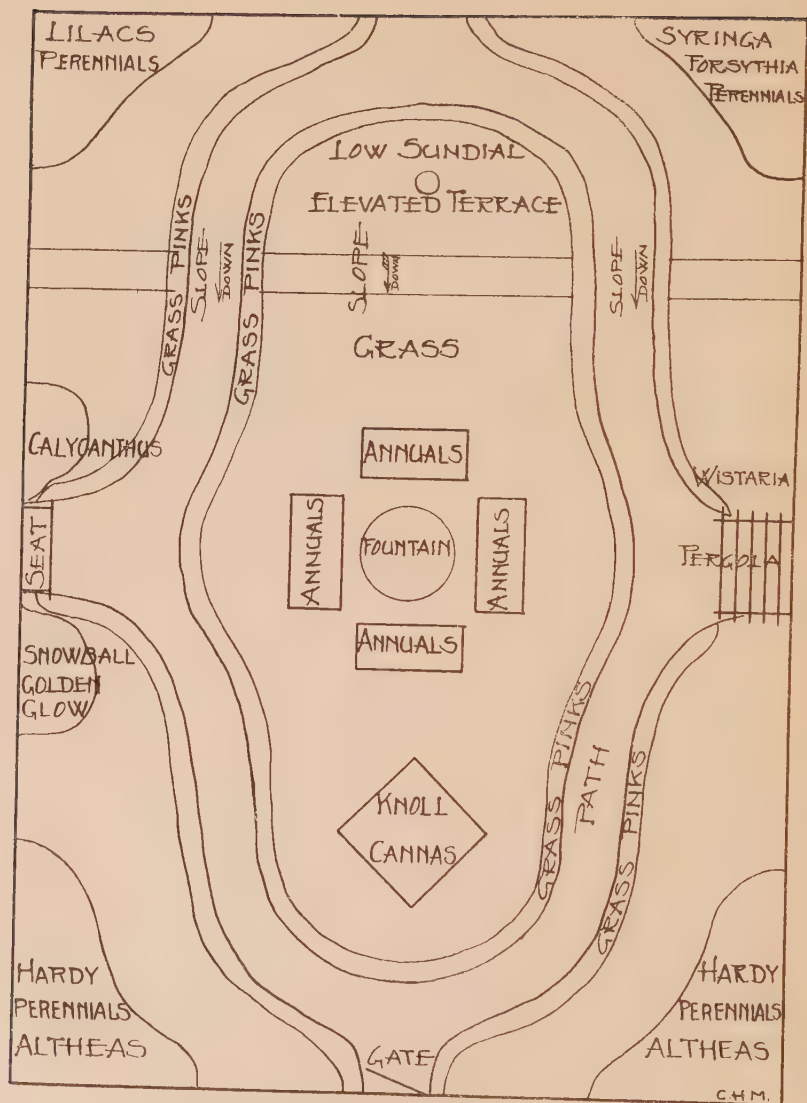 LILACS
PERENNIALS
SYRINGA
FORSYTHIA
PERENNIALS
LOW SUNDIAL
ELEVATED TERRACE
GRASS PINKS
SLOPE
DOWN
GRASS PINKS
SLOPE
DOWN
SLOPE
DOWN
GRASS
CALYCANTHUS
ANNUALS
WISTARIA
SEAT
ANNUALS
FOUNTAIN
ANNUALS
PERGOLA
ANNUALS
SNOWBALL
GOLDEN
GLOW
GRASS PINKS
PATH
GRASS PINKS
KNOLL
CANNAS
HARDY
PERENNIALS
ALTHEAS
HARDY
PERENNIALS
ALTHEAS
GATE
C.H.M.